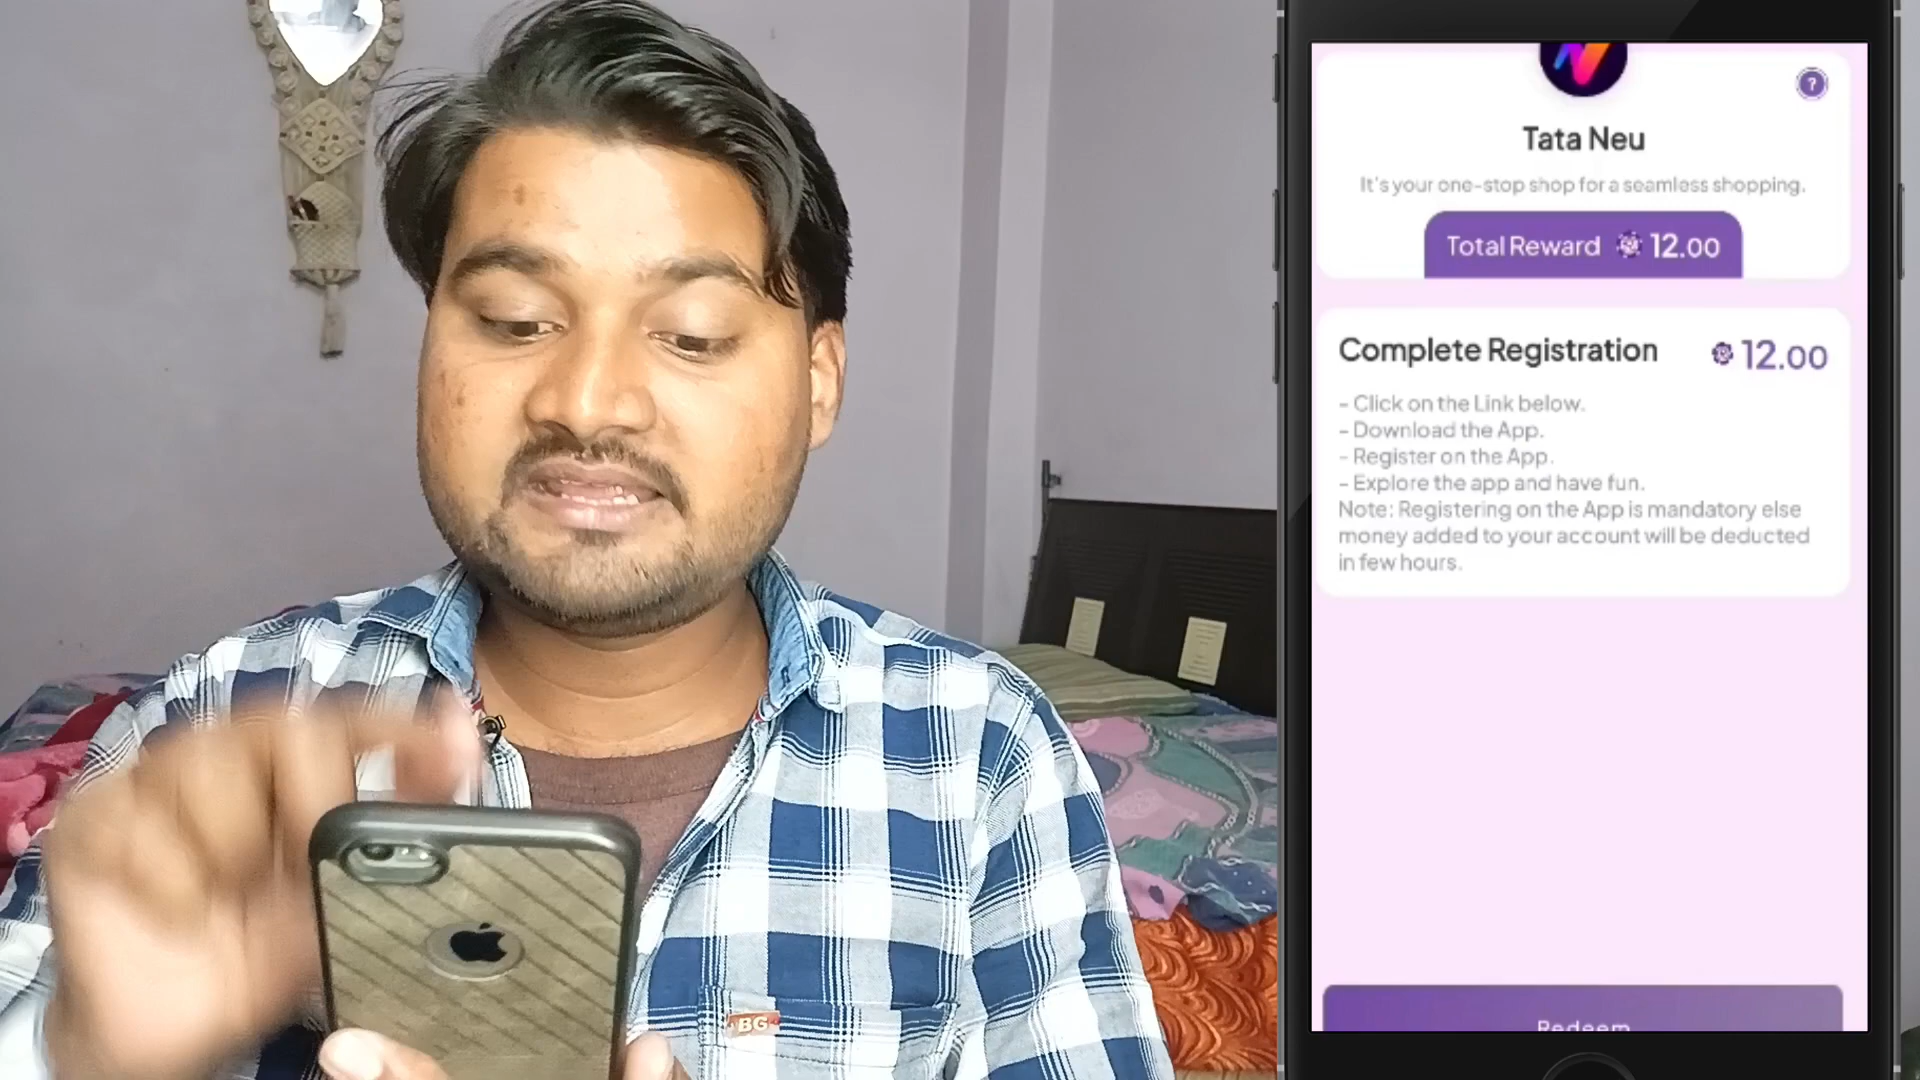 ?
Tata Neu
It's your one-stop shop for a seamless shopping.
Total Reward 12.00
Complete Registration 12.00
- Click on the Link below.
- Download the App.
- Register on the App.
- Explore the app and have fun.
Note: Registering on the App is mandatory else
money added to your account will be deducted
in few hours.
Redeem
BG